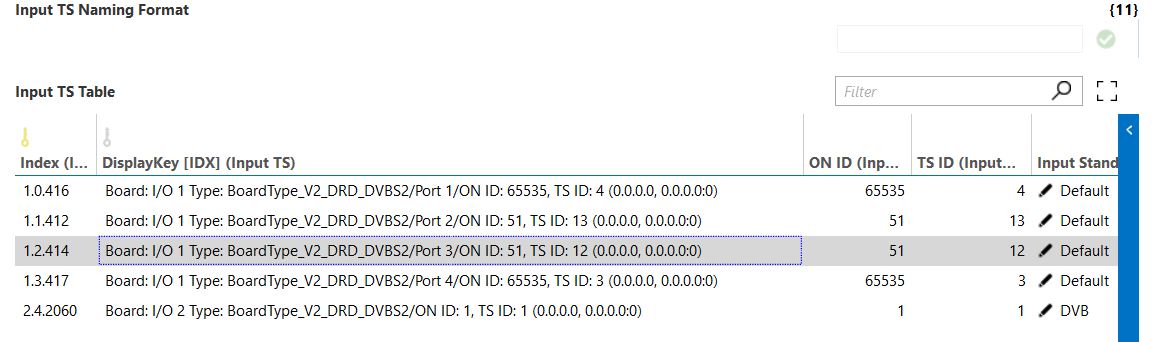 Input TS Naming Format {11}
Input TS Table Filter
Index (I... DisplayKey [IDX] (Input TS) ON ID (Inp... TS ID (Input... Input Stand
1.0.416 Board: I/O 1 Type: BoardType_V2_DRD_DVBS2/Port 1/ON ID: 65535, TS ID: 4 (0.0.0.0, 0.0.0.0:0) 65535 4 Default
1.1.412 Board: I/O 1 Type: BoardType_V2_DRD_DVBS2/Port 2/ON ID: 51, TS ID: 13 (0.0.0.0, 0.0.0.0:0) 51 13 Default
1.2.414 Board: I/O 1 Type: BoardType_V2_DRD_DVBS2/Port 3/ON ID: 51, TS ID: 12 (0.0.0.0, 0.0.0.0:0) 51 12 Default
1.3.417 Board: I/O 1 Type: BoardType_V2_DRD_DVBS2/Port 4/ON ID: 65535, TS ID: 3 (0.0.0.0, 0.0.0.0:0) 65535 3 Default
2.4.2060 Board: I/O 2 Type: BoardType_V2_DRD_DVBS2/ON ID: 1, TS ID: 1 (0.0.0.0, 0.0.0.0:0) 1 1 DVB